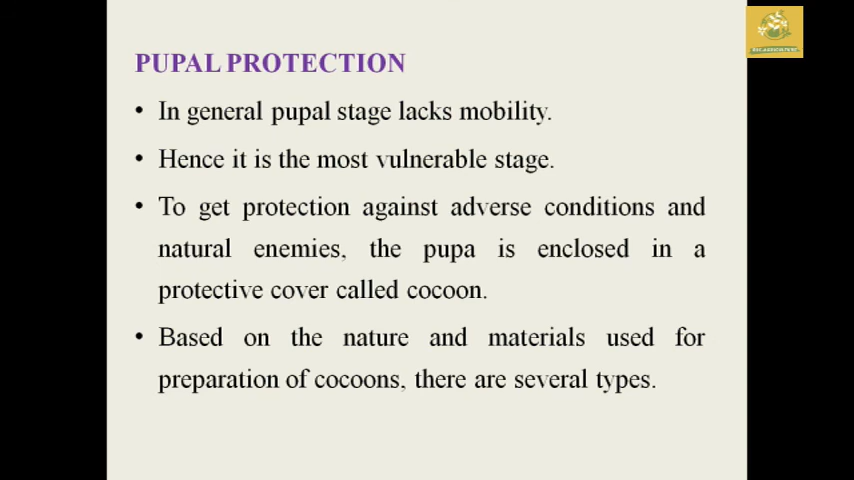 PUPAL PROTECTION
• In general pupal stage lacks mobility.
• Hence it is the most vulnerable stage.
• To get protection against adverse conditions and
natural enemies, the pupa is enclosed in a
protective cover called cocoon.
• Based on the nature and materials used for
preparation of cocoons, there are several types.